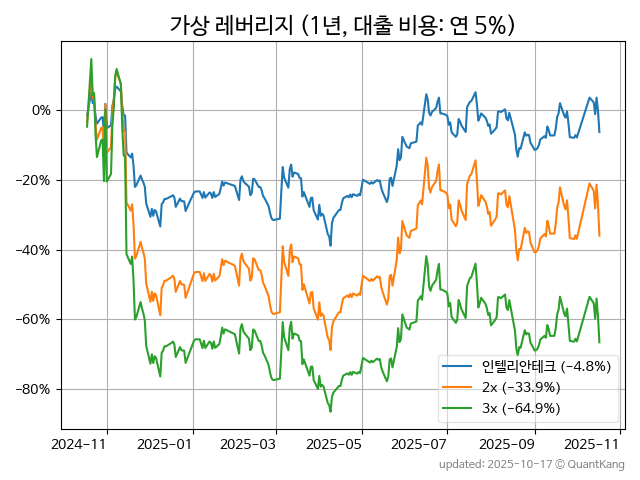 가상 레버리지 (1년, 대출 비용: 연 5%)
0%
−20%
−40%
−60%
−80%
인텔리안테크 (−4.8%)
2x (−33.9%)
3x (−64.9%)
2024-11
2025-01
2025-03
2025-05
2025-07
2025-09
2025-11
updated: 2025-10-17 © QuantKang